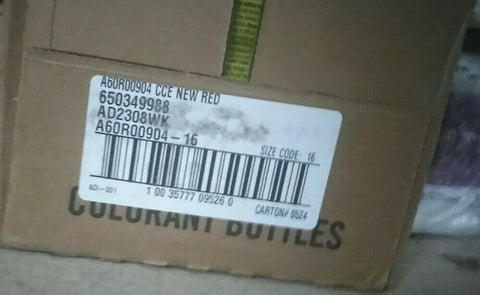 A60R00904 CCE NEW RED
650349988
AD2308WK
A60R00904-16
SIZE CODE: 16
ADI-001
1 00 35777 09526 0
CARTON# 0524
COLORANT BOTTLES